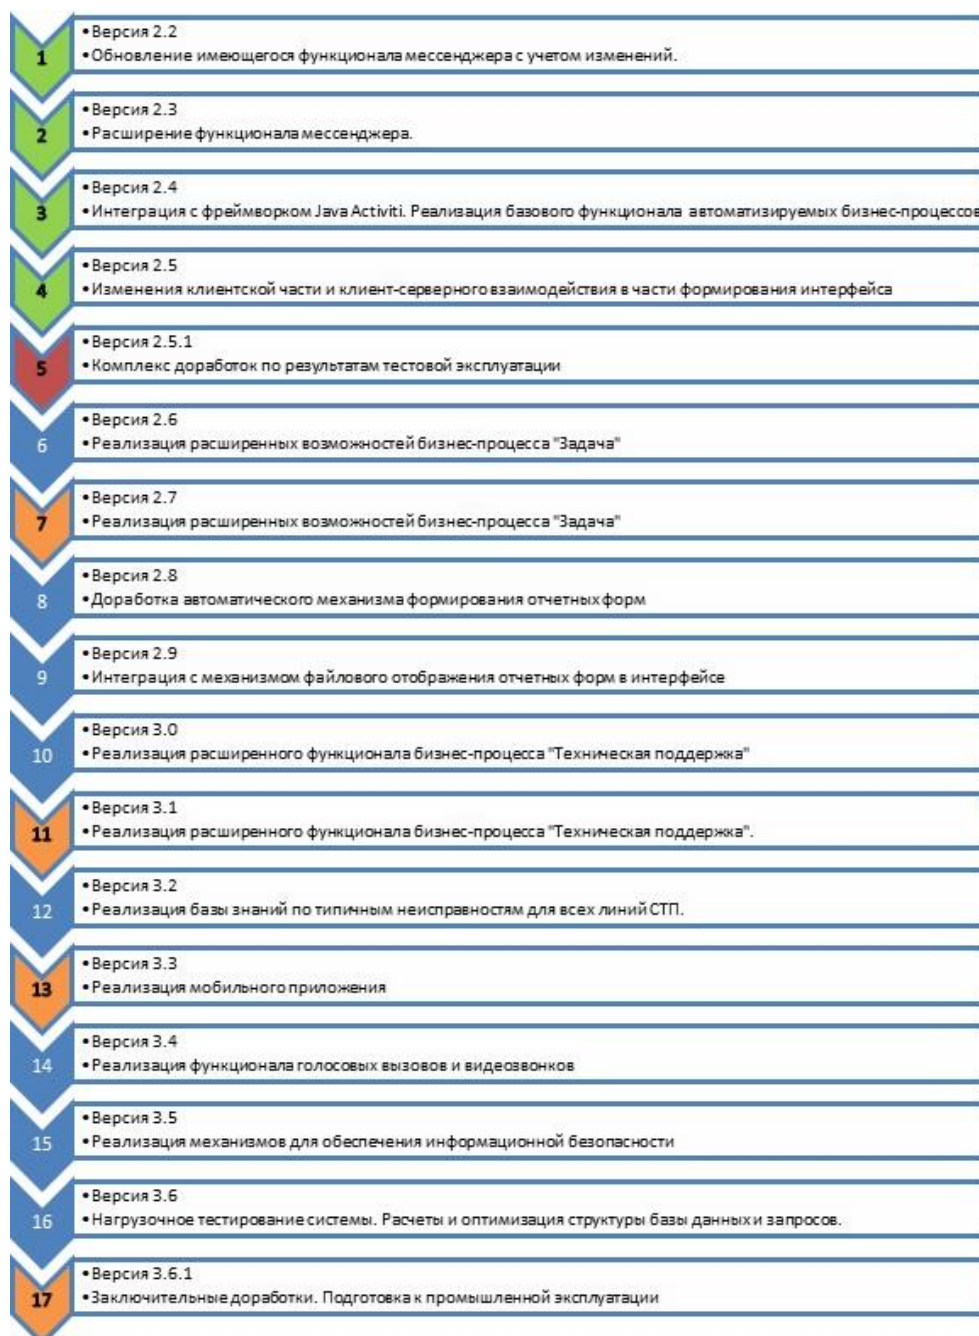 1
•Версия 2.2
•Обновление имеющегося функционала мессенджера с учетом изменений.
2
•Версия 2.3
•Расширение функционала мессенджера.
3
•Версия 2.4
•Интеграция с фреймворком Java Activiti. Реализация базового функционала автоматизируемых бизнес-процессов
4
•Версия 2.5
•Изменения клиентской части и клиент-серверного взаимодействия в части формирования интерфейса
5
•Версия 2.5.1
•Комплекс доработок по результатам тестовой эксплуатации
6
•Версия 2.6
•Реализация расширенных возможностей бизнес-процесса "Задача"
7
•Версия 2.7
•Реализация расширенных возможностей бизнес-процесса "Задача"
8
•Версия 2.8
•Доработка автоматического механизма формирования отчетных форм
9
•Версия 2.9
•Интеграция с механизмом файлового отображения отчетных форм в интерфейсе
10
•Версия 3.0
•Реализация расширенного функционала бизнес-процесса "Техническая поддержка"
11
•Версия 3.1
•Реализация расширенного функционала бизнес-процесса "Техническая поддержка".
12
•Версия 3.2
•Реализация базы знаний по типичным неисправностям для всех линий СТП.
13
•Версия 3.3
•Реализация мобильного приложения
14
•Версия 3.4
•Реализация функционала голосовых вызовов и видеозвонков
15
•Версия 3.5
•Реализация механизмов для обеспечения информационной безопасности
16
•Версия 3.6
•Нагрузочное тестирование системы. Расчеты и оптимизация структуры базы данных и запросов.
17
•Версия 3.6.1
•Заключительные доработки. Подготовка к промышленной эксплуатации